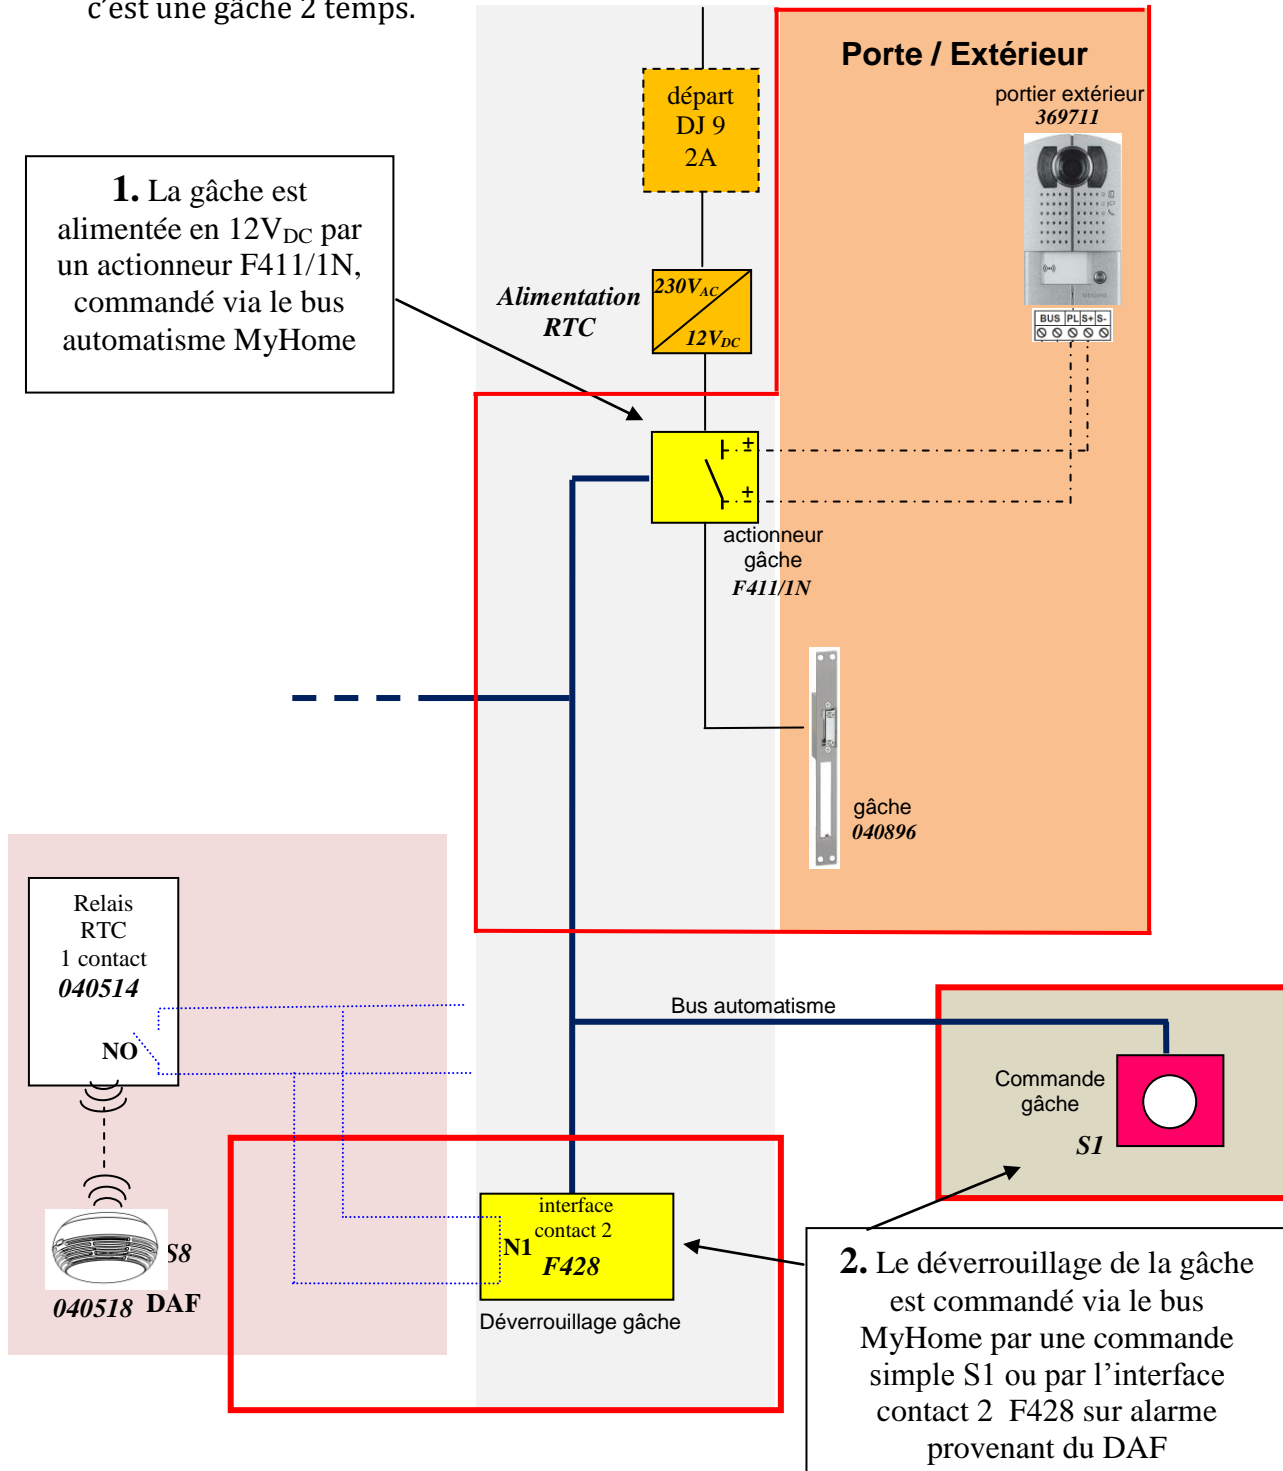 c’est une gâche 2 temps.
Porte / Extérieur
départ
DJ 9
2A
portier extérieur
369711
1. La gâche est
alimentée en 12VDC par
un actionneur F411/1N,
commandé via le bus
automatisme MyHome
Alimentation
RTC
230VAC
12VDC
BUS PL S+ S-
+
+
actionneur
gâche
F411/1N
gâche
040896
Relais
RTC
1 contact
040514
NO
Bus automatisme
Commande
gâche
S1
interface
contact 2
N1
F428
Déverrouillage gâche
S8
040518 DAF
2. Le déverrouillage de la gâche
est commandé via le bus
MyHome par une commande
simple S1 ou par l’interface
contact 2 F428 sur alarme
provenant du DAF